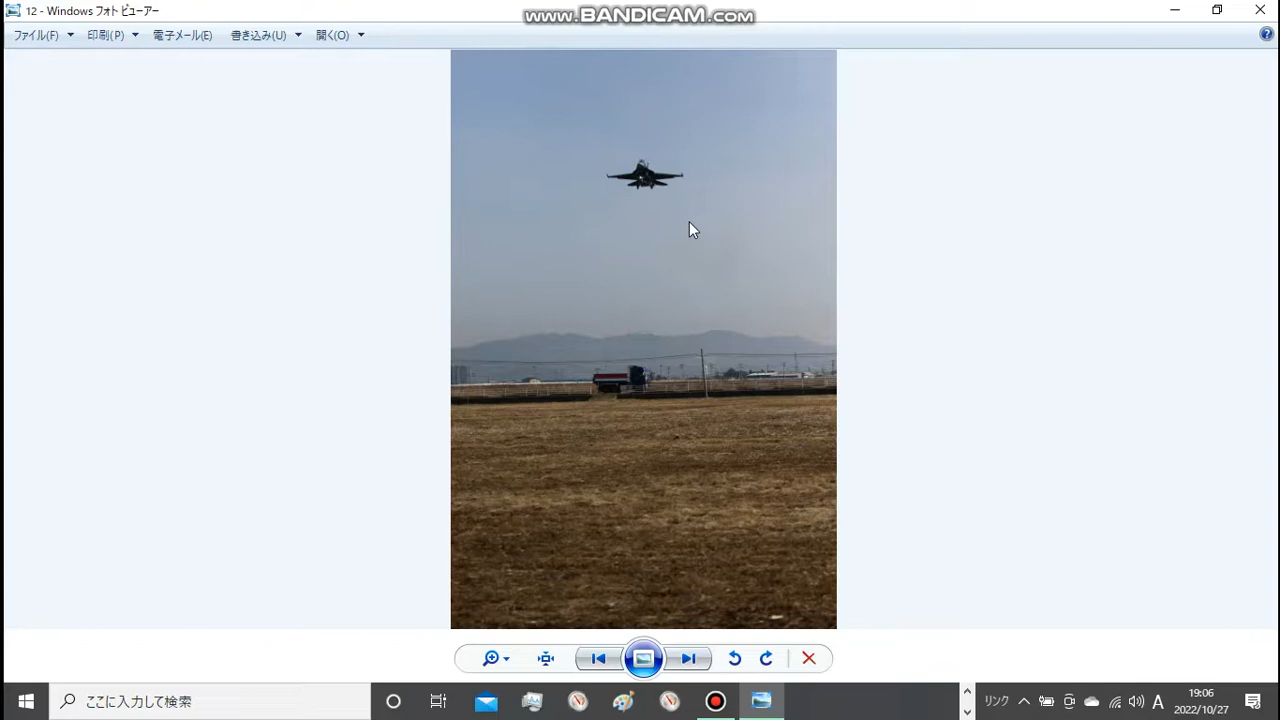 12 - Windows フォト ビューアー
www.BANDICAM.com
ファイル(F)
印刷(P)
電子メール(E)
書き込み(U)
開く(O)
ここに入力して検索
リンク
A
19:06
2022/10/27